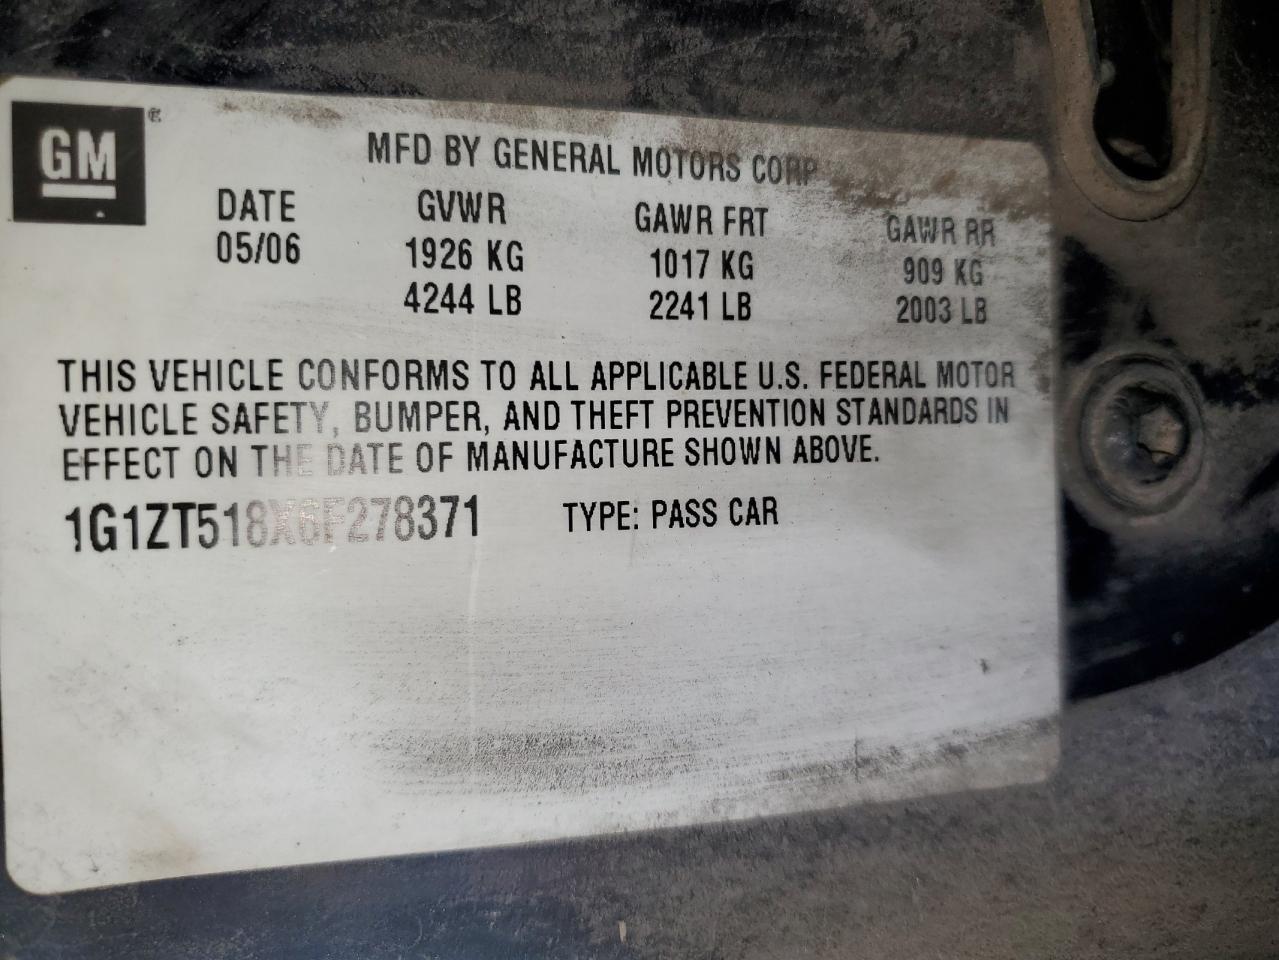 GM ®
MFD BY GENERAL MOTORS CORP
DATE GVWR GAWR FRT GAWR RR
05/06 1926 KG 1017 KG 909 KG
4244 LB 2241 LB 2003 LB
THIS VEHICLE CONFORMS TO ALL APPLICABLE U.S. FEDERAL MOTOR
VEHICLE SAFETY, BUMPER, AND THEFT PREVENTION STANDARDS IN
EFFECT ON THE DATE OF MANUFACTURE SHOWN ABOVE.
1G1ZT518X6F278371 TYPE: PASS CAR